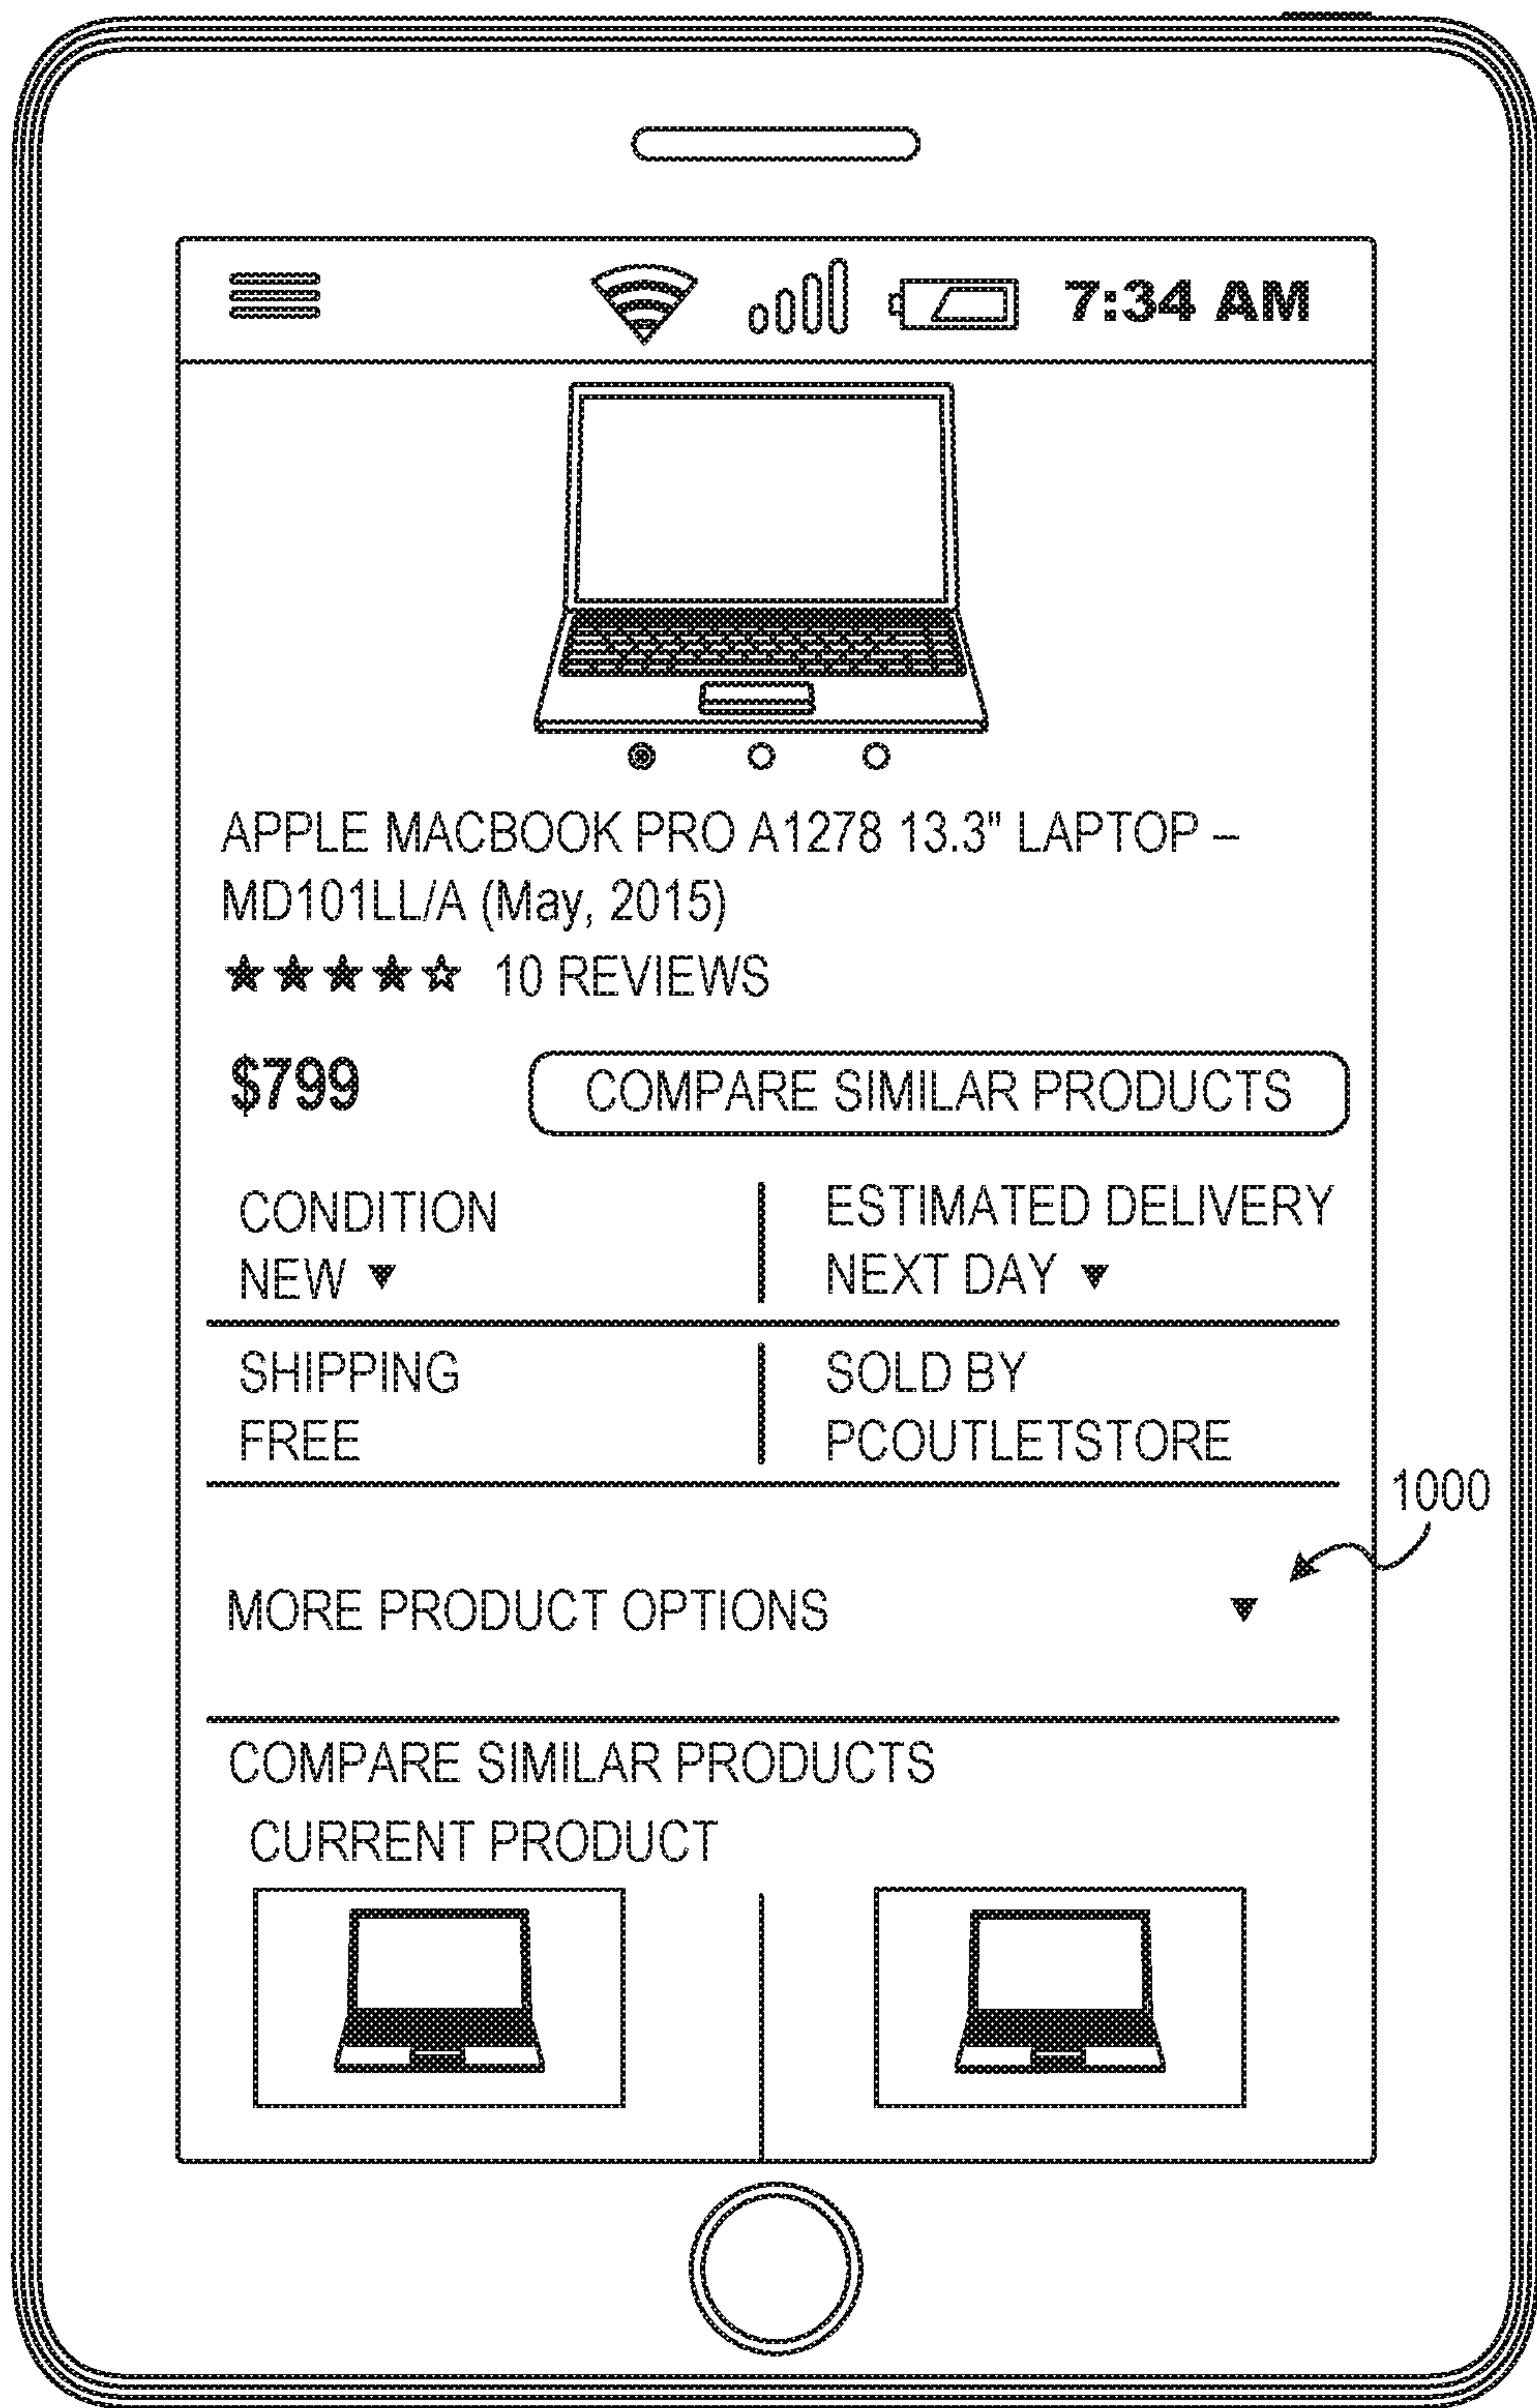 7:34 AM
APPLE MACBOOK PRO A1278 13.3" LAPTOP –
MD101LL/A (May, 2015)
10 REVIEWS
$799
COMPARE SIMILAR PRODUCTS
CONDITION
NEW
ESTIMATED DELIVERY
NEXT DAY
SHIPPING
FREE
SOLD BY
PCOUTLETSTORE
1000
MORE PRODUCT OPTIONS
COMPARE SIMILAR PRODUCTS
CURRENT PRODUCT